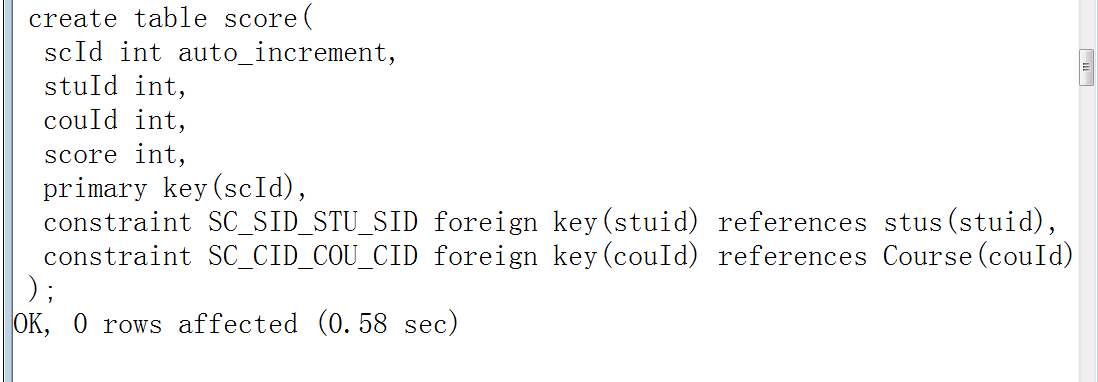 create table score(
scId int auto_increment,
stuId int,
couId int,
score int,
primary key(scId),
constraint SC_SID_STU_SID foreign key(stuid) references stus(stuid),
constraint SC_CID_COU_CID foreign key(couId) references Course(couId)
);
OK, 0 rows affected (0.58 sec)